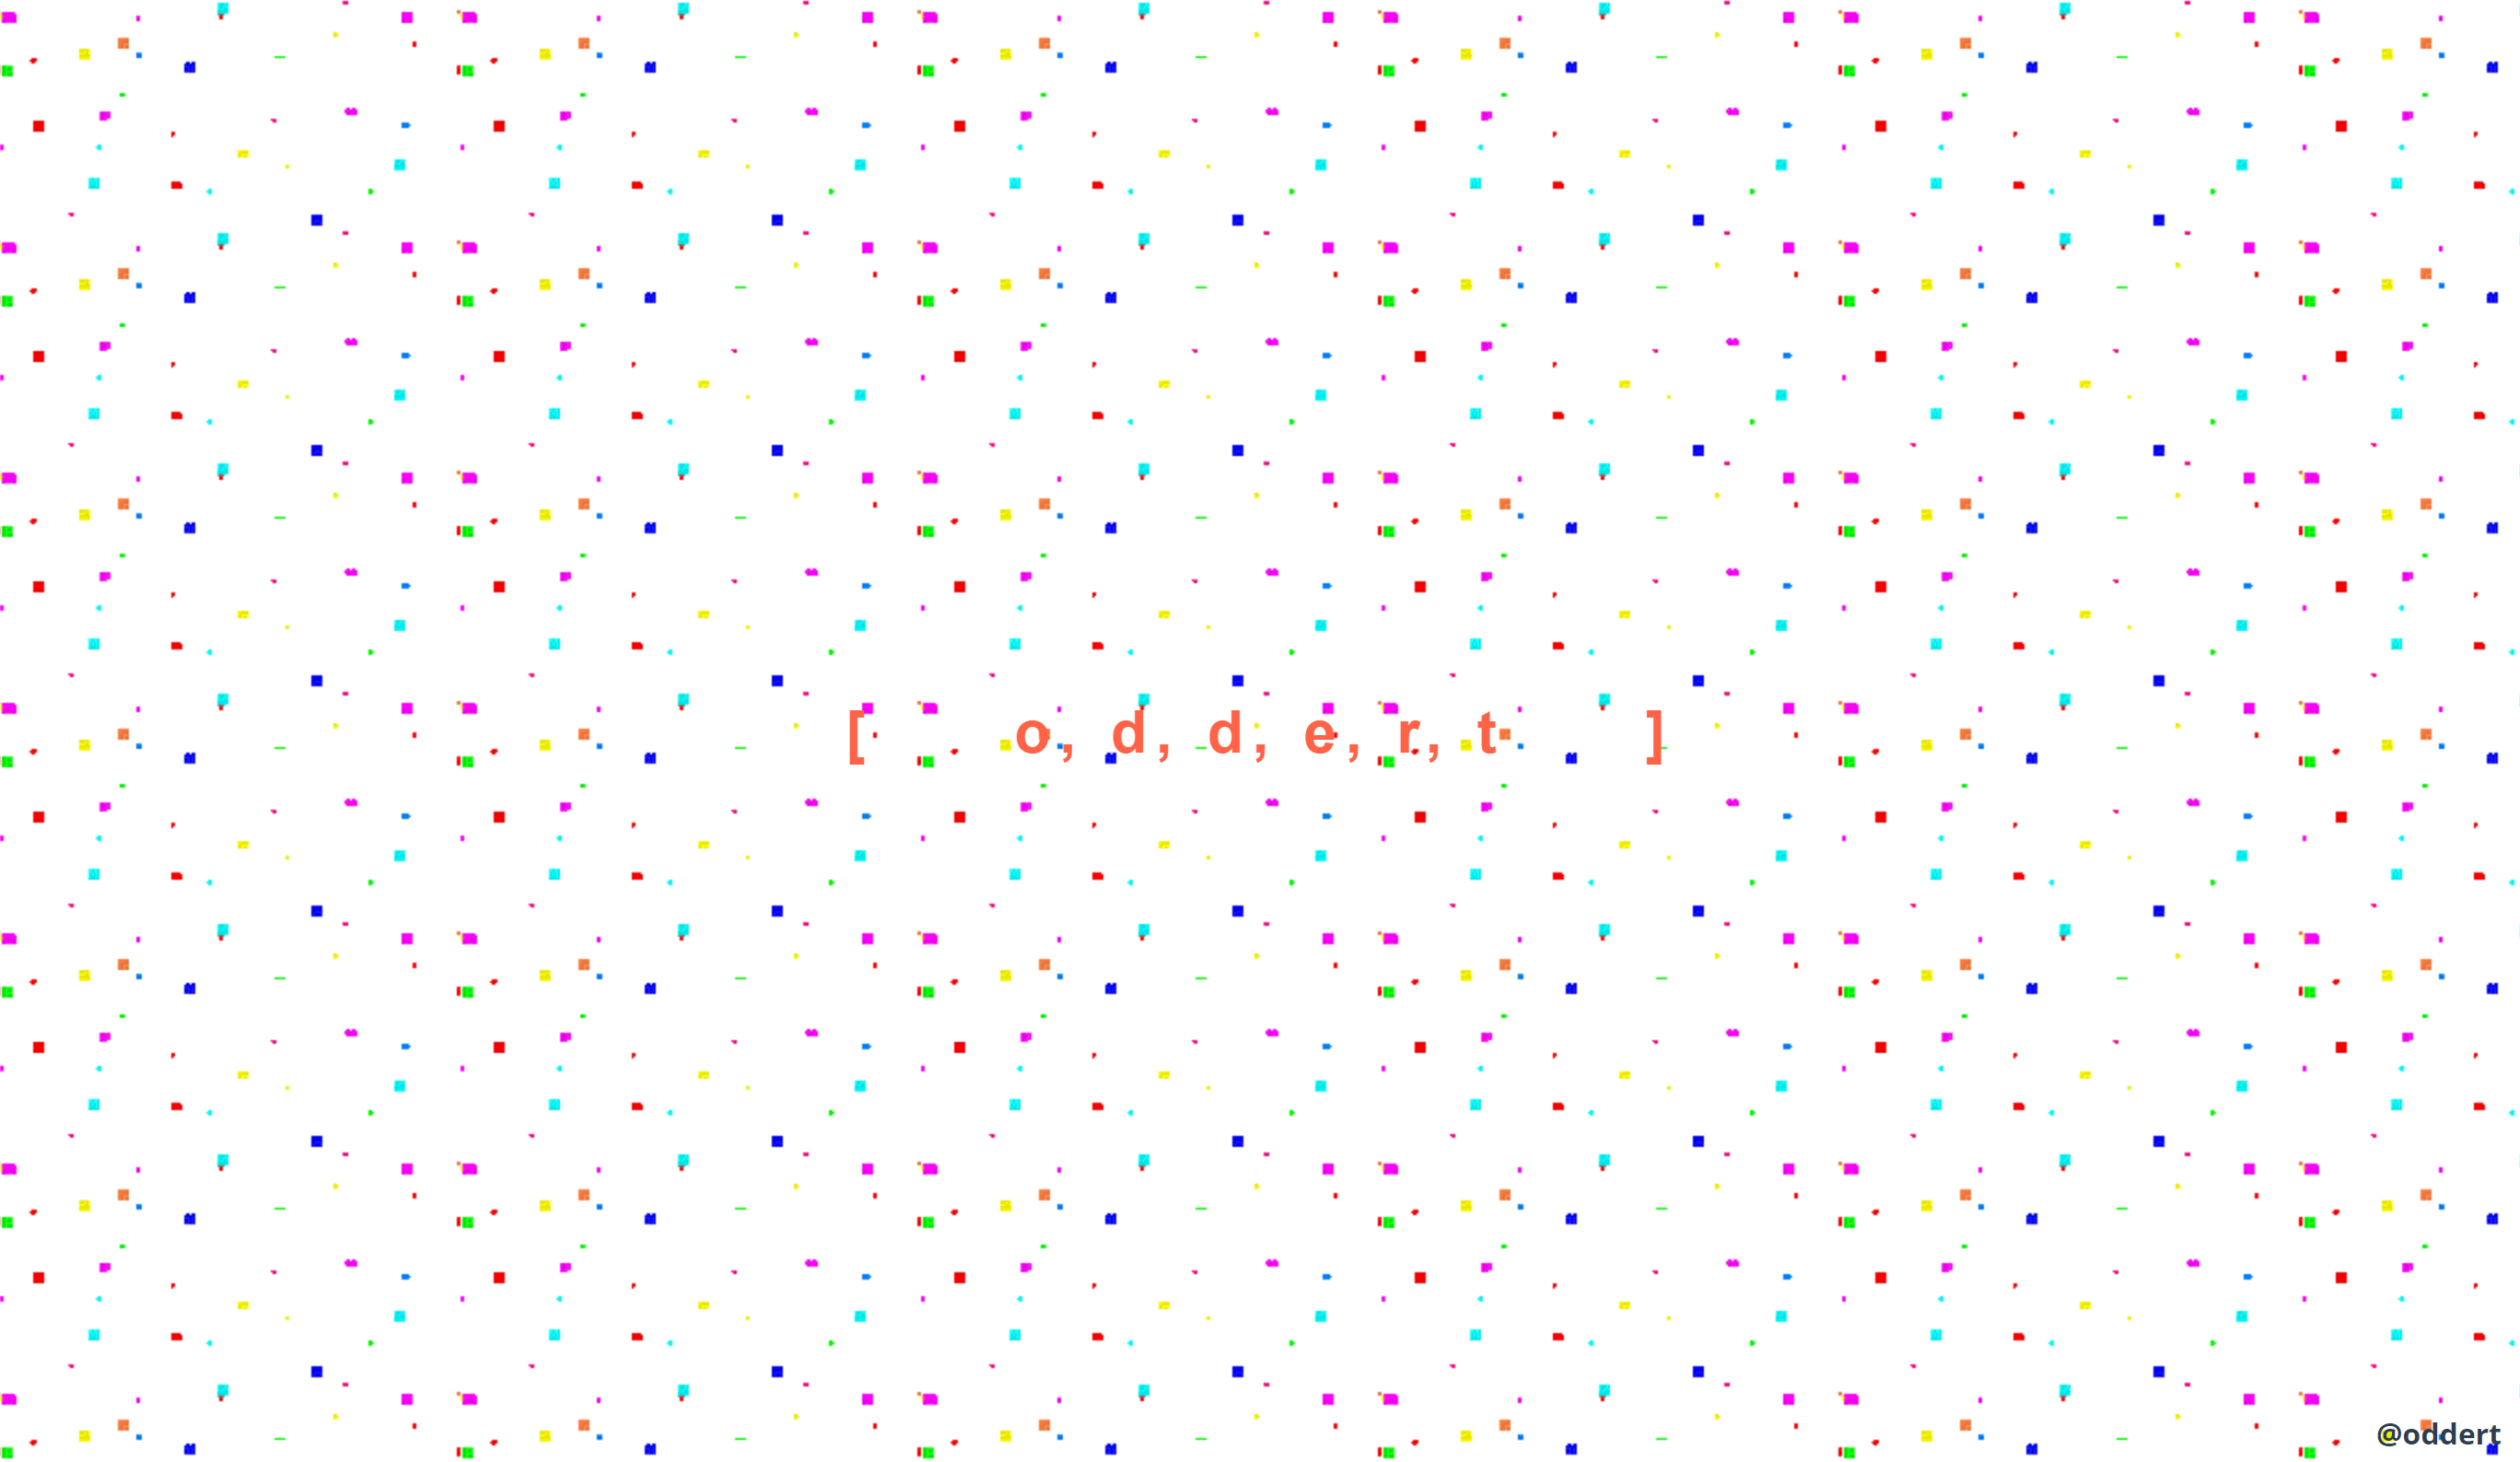 [ o, d, d, e, r, t ]
@oddert